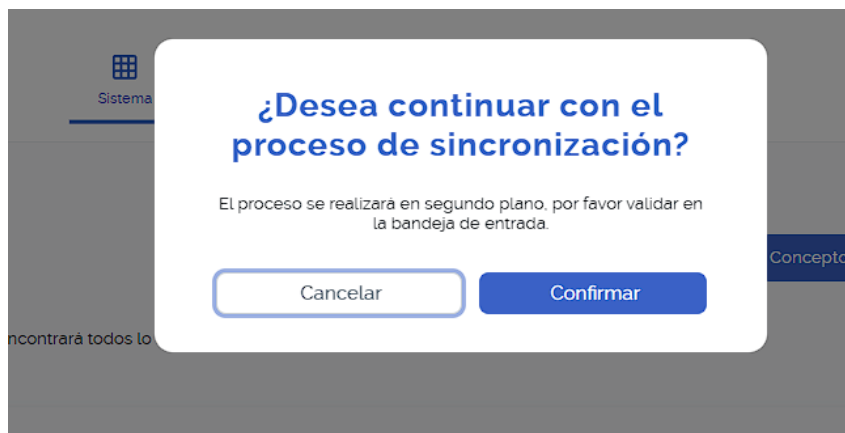 Sistema
¿Desea continuar con el
proceso de sincronización?
El proceso se realizará en segundo plano, por favor validar en
la bandeja de entrada.
Concepto
Cancelar
Confirmar
ncontrará todos lo